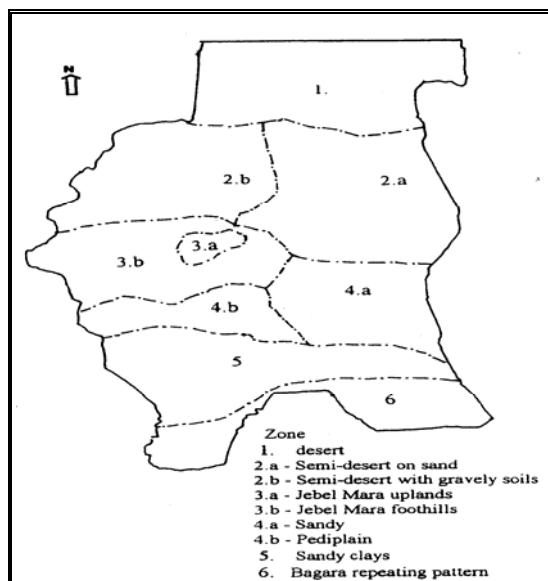 N
1.
2.b
2.a
3.a
3.b
4.a
4.b
5
6
Zone
1. desert
2.a - Semi-desert on sand
2.b - Semi-desert with gravely soils
3.a - Jebel Mara uplands
3.b - Jebel Mara foothills
4.a - Sandy
4.b - Pediplain
5. Sandy clays
6. Bagara repeating pattern